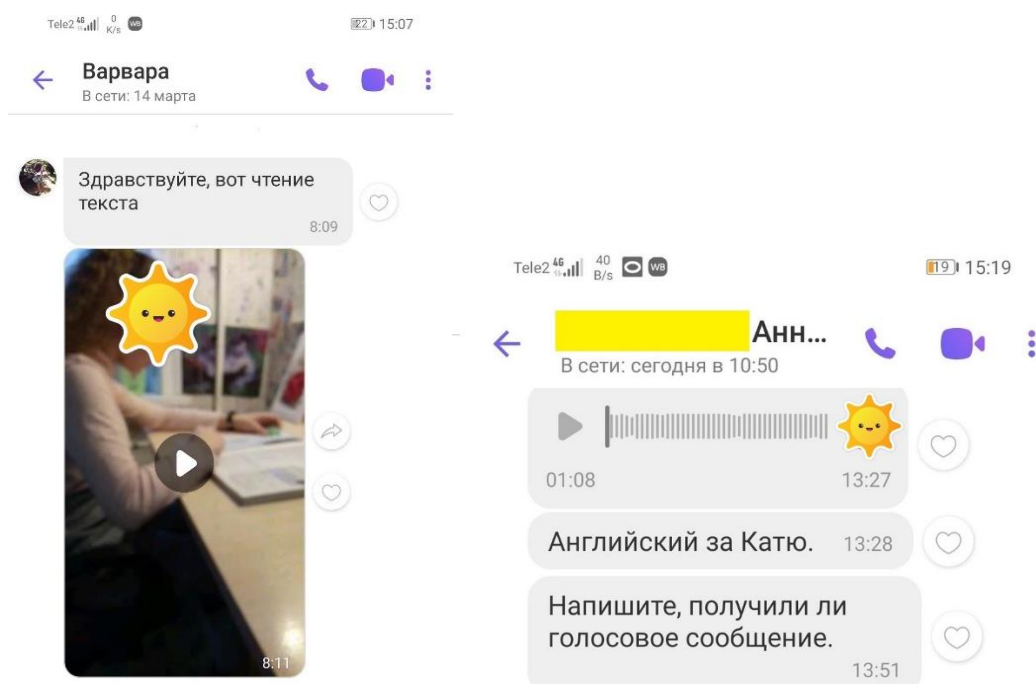 Tele2 4G 0 K/s WB 22 15:07
Варвара
В сети: 14 марта
Здравствуйте, вот чтение
текста
8:09
8:11
Tele2 4G 40 B/s WB 19 15:19
Анн...
В сети: сегодня в 10:50
01:08 13:27
Английский за Катю. 13:28
Напишите, получили ли
голосовое сообщение.
13:51